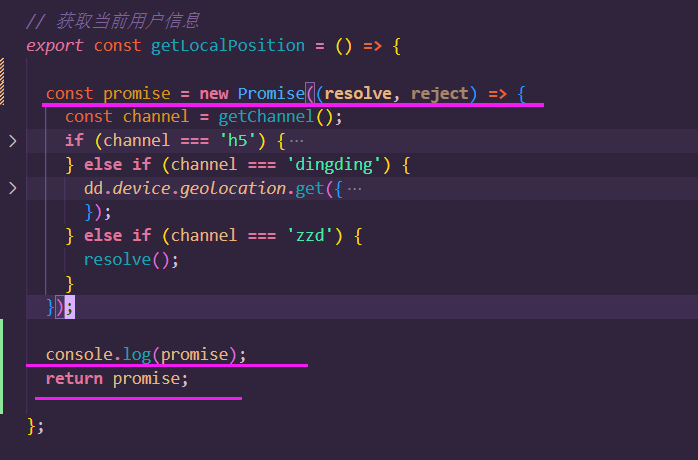 // 获取当前用户信息
export const getLocalPosition = () => {
const promise = new Promise((resolve, reject) => {
const channel = getChannel();
if (channel === 'h5') {⋯
} else if (channel === 'dingding') {
dd.device.geolocation.get({⋯
});
} else if (channel === 'zzd') {
resolve();
}
});
console.log(promise);
return promise;
};